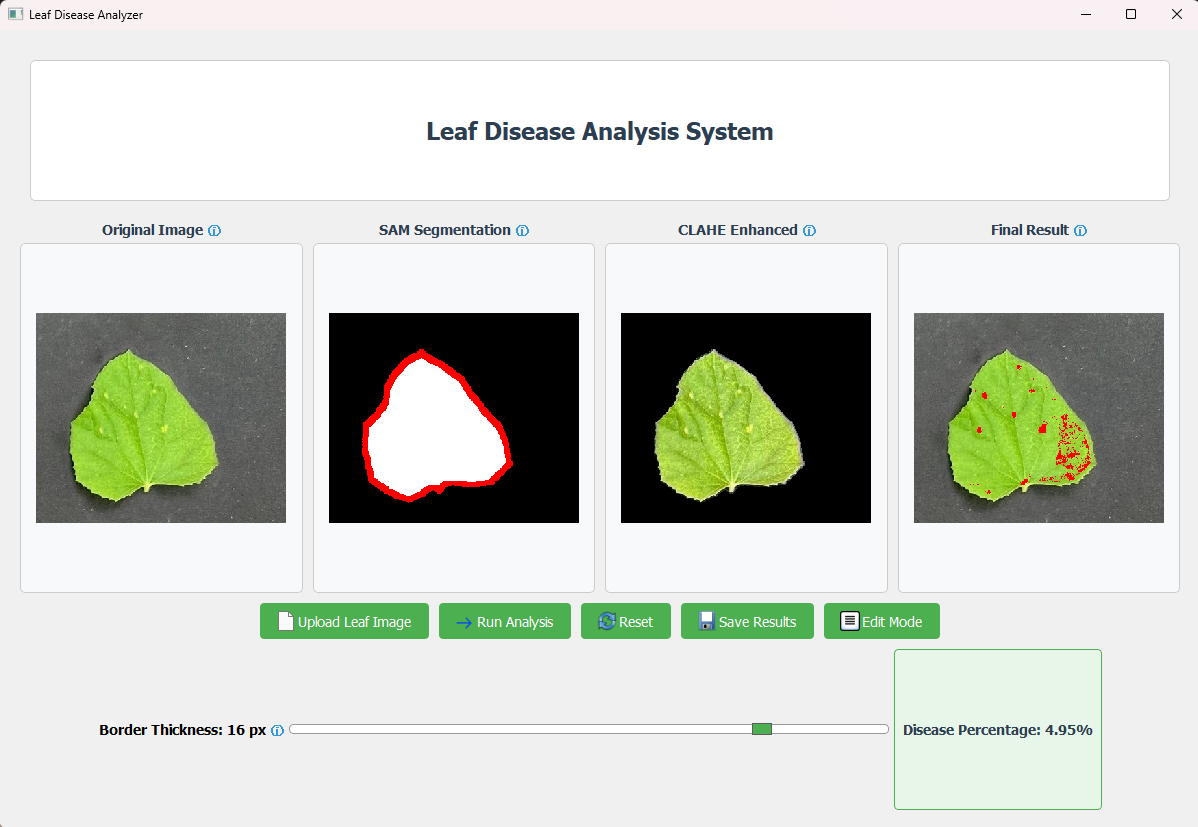 Leaf Disease Analyzer
Leaf Disease Analysis System
Original Image ⓘ
SAM Segmentation ⓘ
CLAHE Enhanced ⓘ
Final Result ⓘ
Upload Leaf Image
Run Analysis
Reset
Save Results
Edit Mode
Border Thickness: 16 px ⓘ
Disease Percentage: 4.95%